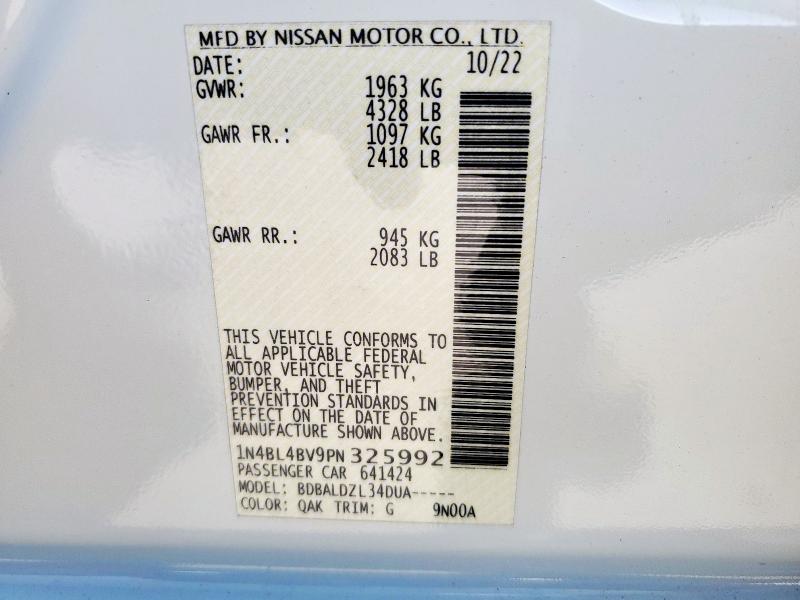 MFD BY NISSAN MOTOR CO., LTD.
DATE: 10/22
GVWR: 1963 KG
4328 LB
GAWR FR.: 1097 KG
2418 LB
GAWR RR.: 945 KG
2083 LB
THIS VEHICLE CONFORMS TO
ALL APPLICABLE FEDERAL
MOTOR VEHICLE SAFETY,
BUMPER, AND THEFT
PREVENTION STANDARDS IN
EFFECT ON THE DATE OF
MANUFACTURE SHOWN ABOVE.
1N4BL4BV9PN325992
PASSENGER CAR 641424
MODEL: BDBALDZL34DUA-----
COLOR: QAK TRIM: G 9N00A